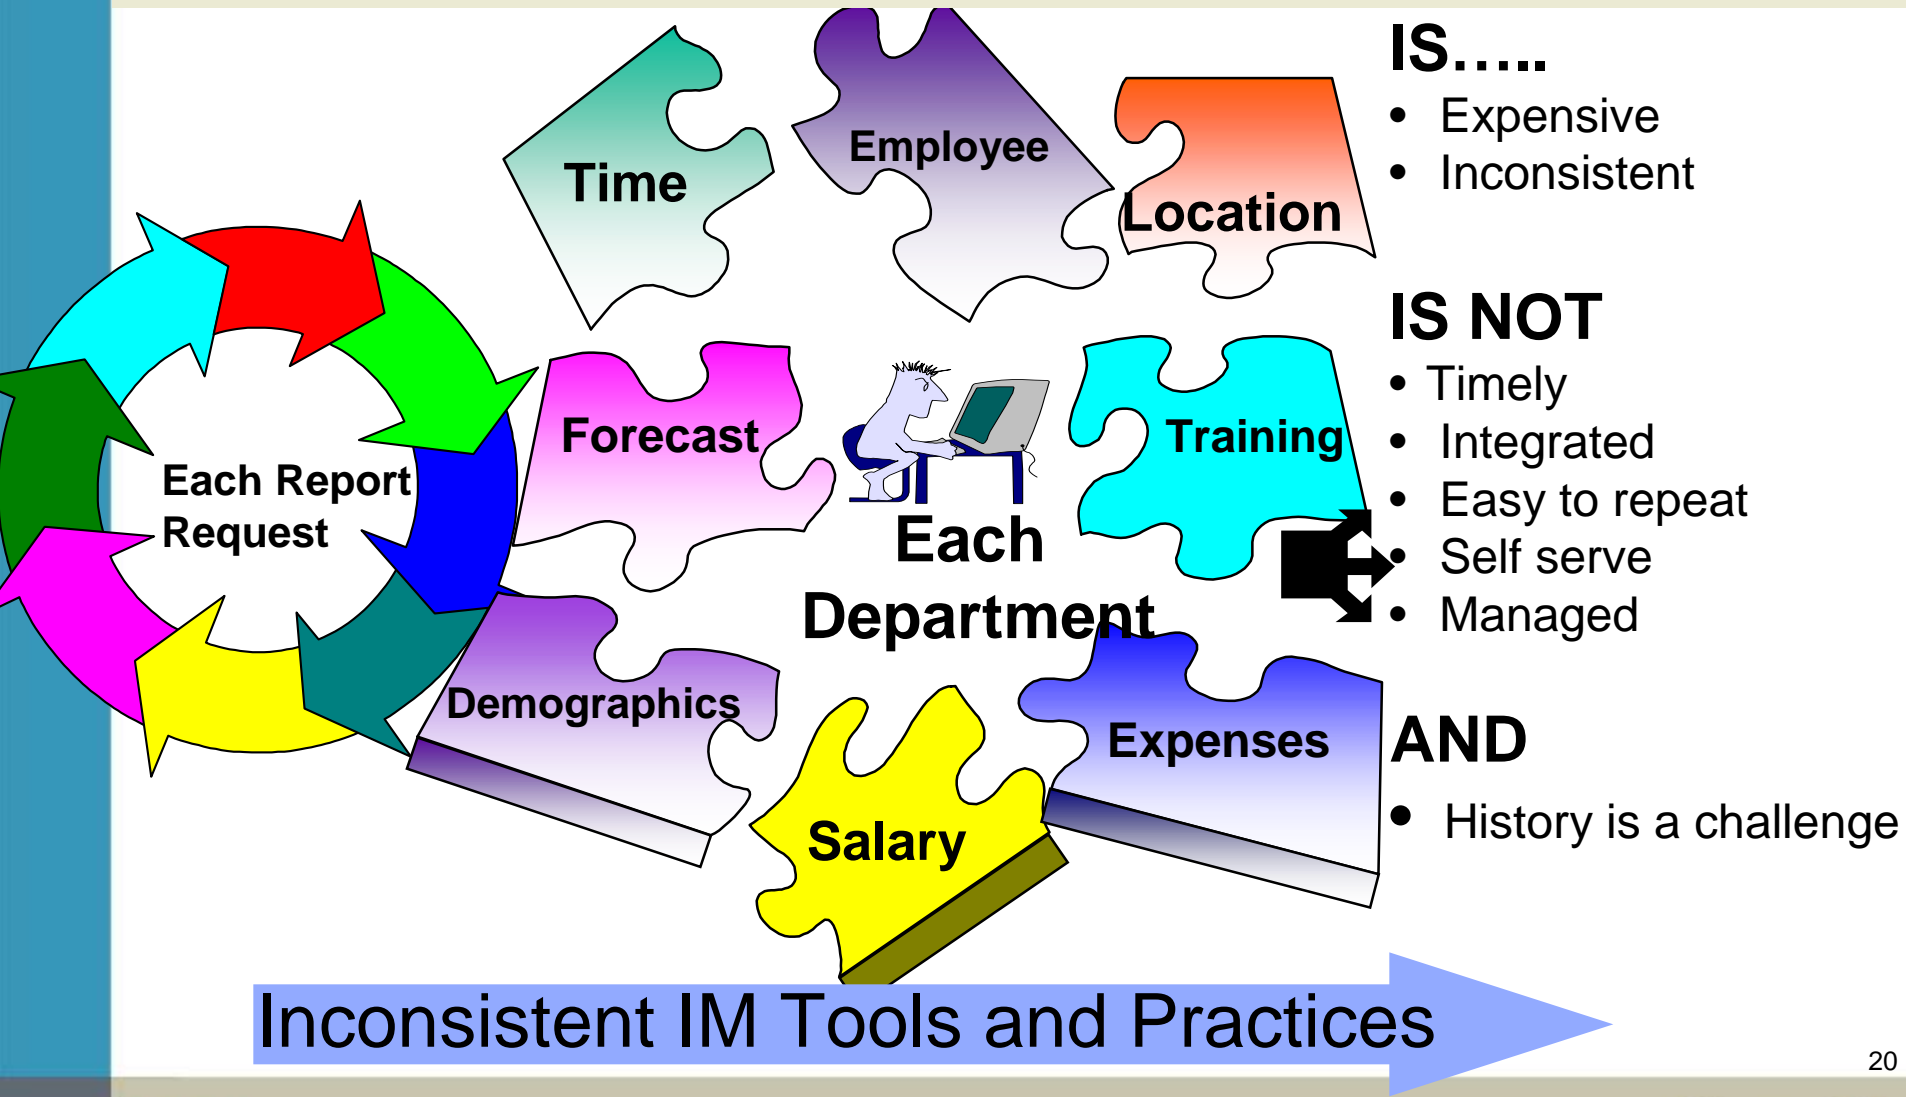 Time
Employee
Location
Each Report
Request
Forecast
Training
Each
Department
Demographics
Salary
Expenses
IS…..
• Expensive
• Inconsistent
IS NOT
• Timely
• Integrated
• Easy to repeat
• Self serve
• Managed
AND
• History is a challenge
Inconsistent IM Tools and Practices
20